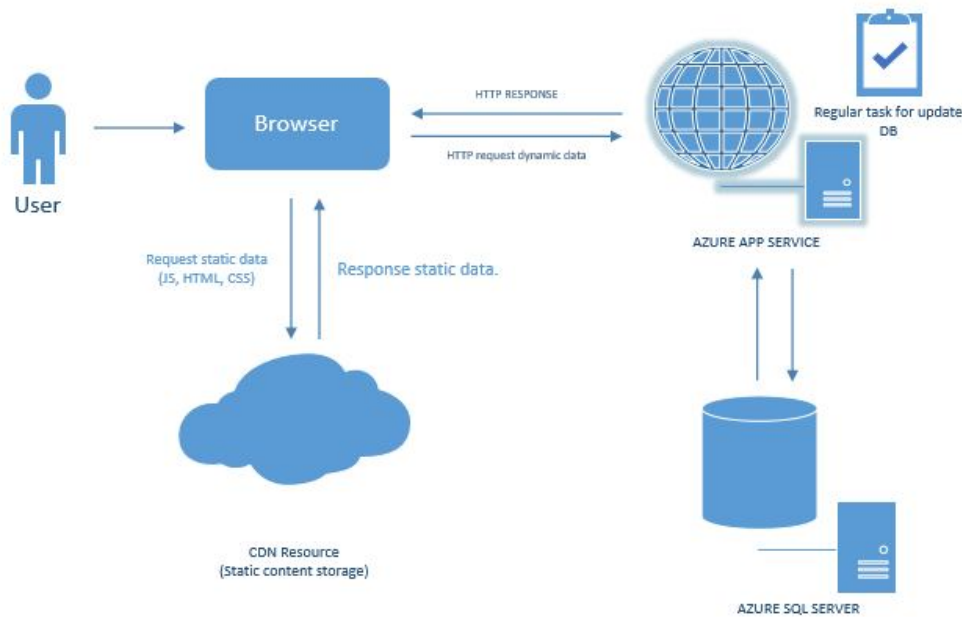 Browser
HTTP RESPONSE
HTTP request dynamic data
Regular task for update
DB
User
AZURE APP SERVICE
Request static data
(JS, HTML, CSS)
Response static data.
CDN Resource
(Static content storage)
AZURE SQL SERVER